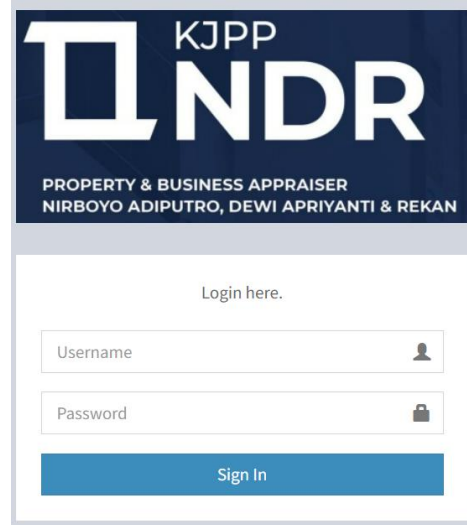 KJPP
NDR
PROPERTY & BUSINESS APPRAISER
NIRBOYO ADIPUTRO, DEWI APRIYANTI & REKAN
Login here.
Username
Password
Sign In